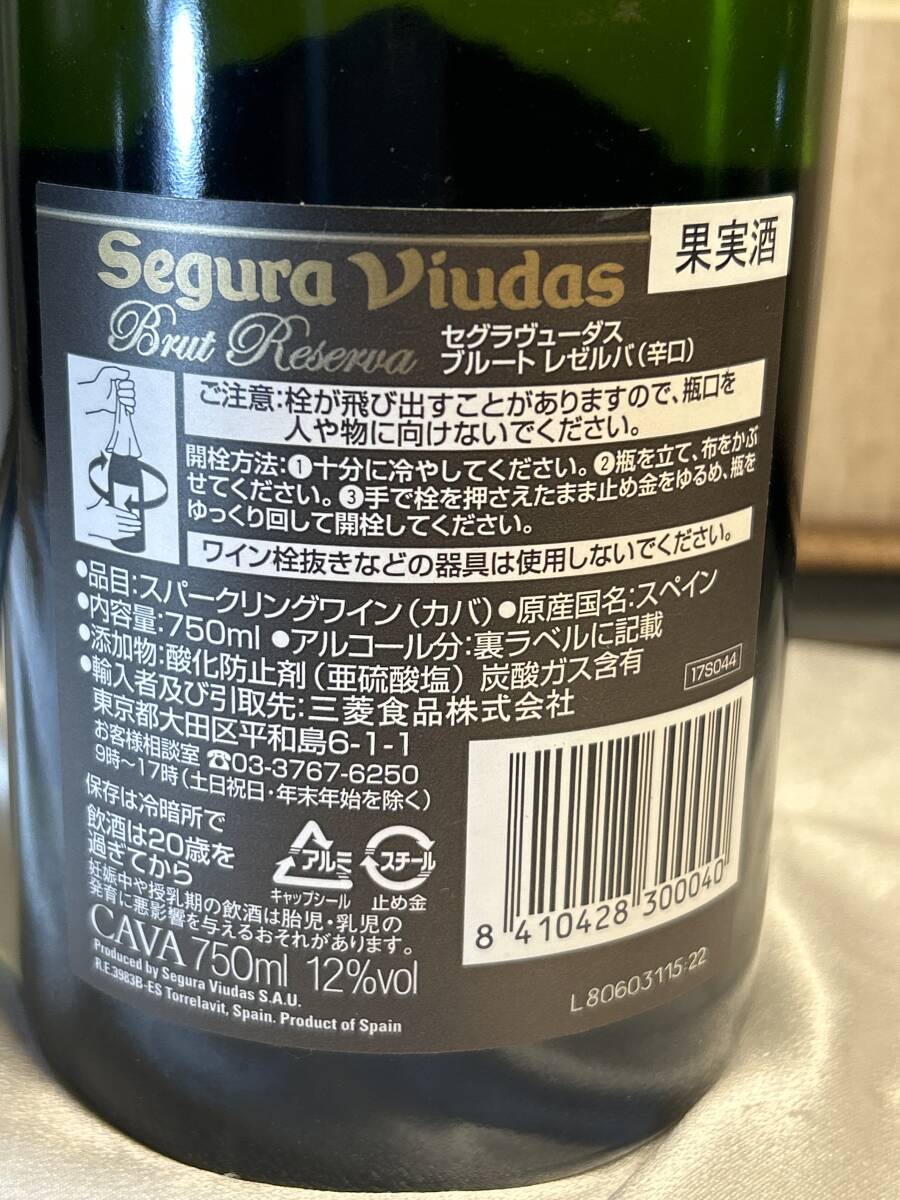 果実酒
Segura Viudas
Brut Reserva
セグラヴューダス
ブルート レゼルバ(辛口)
ご注意:栓が飛び出すことがありますので、瓶口を
人や物に向けないでください。
開栓方法:①十分に冷やしてください。②瓶を立て、布をかぶ
せてください。③手で栓を押さえたまま止め金をゆるめ、瓶を
ゆっくり回して開栓してください。
ワイン栓抜きなどの器具は使用しないでください。
●品目:スパークリングワイン(カバ)●原産国名:スペイン
●内容量:750ml ●アルコール分:裏ラベルに記載
●添加物:酸化防止剤(亜硫酸塩) 炭酸ガス含有
●輸入者及び引取先:三菱食品株式会社
東京都大田区平和島6-1-1
お客様相談室 ☎03-3767-6250
9時〜17時(土日祝日・年末年始を除く)
17S044
保存は冷暗所で
飲酒は20歳を
過ぎてから
アルミ
キャップシール
スチール
止め金
妊娠中や授乳期の飲酒は胎児・乳児の
発育に悪影響を与えるおそれがあります。
CAVA 750ml 12%vol
Produced by Segura Viudas S.A.U.
R.E.3983B-ES Torrelavit, Spain. Product of Spain
8 410428 300040
L80603115:22